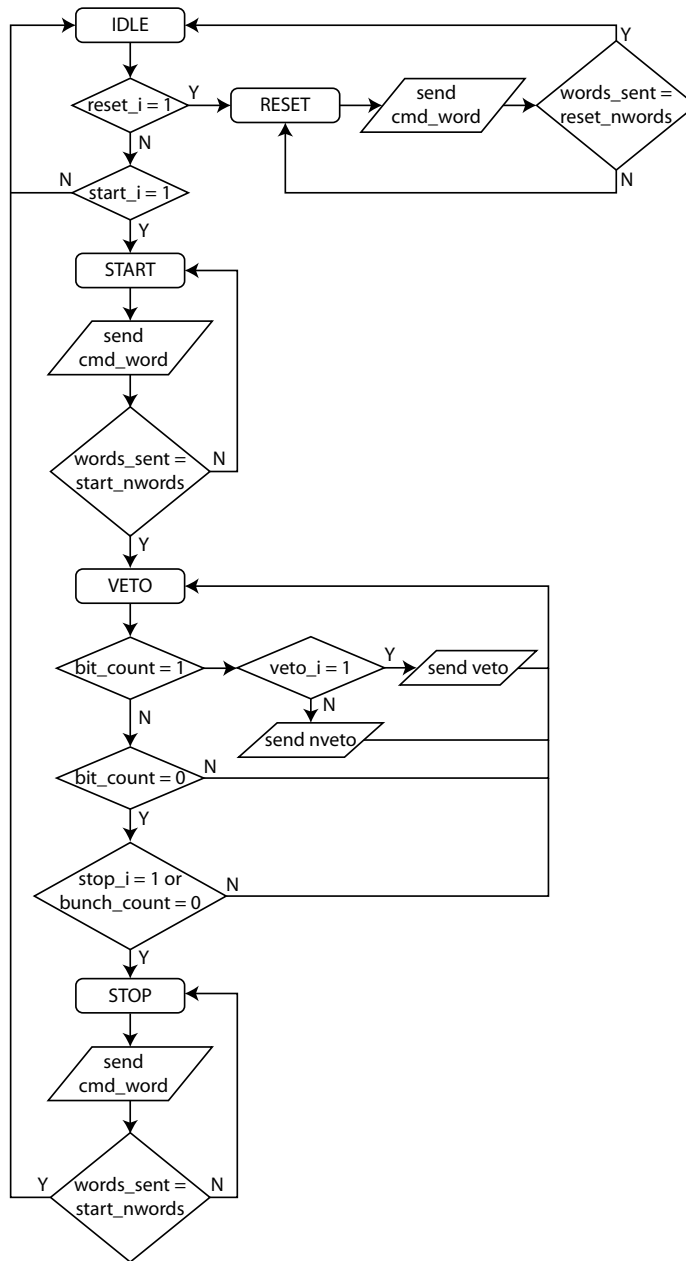 IDLE
Y
reset_i = 1
Y
RESET
send
cmd_word
words_sent =
reset_nwords
N
N
N
start_i = 1
Y
START
send
cmd_word
words_sent =
start_nwords
N
Y
VETO
bit_count = 1
veto_i = 1
Y
send veto
N
N
send nveto
bit_count = 0
N
Y
stop_i = 1 or
bunch_count = 0
N
Y
STOP
send
cmd_word
Y
words_sent =
start_nwords
N